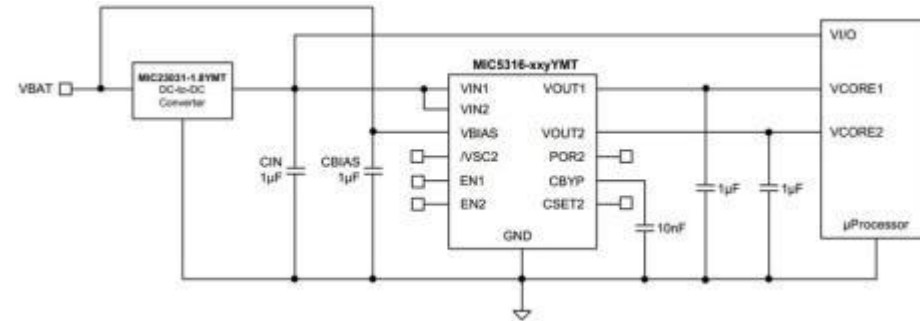 VBAT
MIC23031-1.8YMT
DC-to-DC
Converter
CIN
1µF
CBIAS
1µF
MIC5316-xxyYMT
VIN1
VIN2
VBIAS
/VSC2
EN1
EN2
GND
VOUT1
VOUT2
POR2
CBYP
CSET2
10nF
1µF
1µF
VI/O
VCORE1
VCORE2
µProcessor